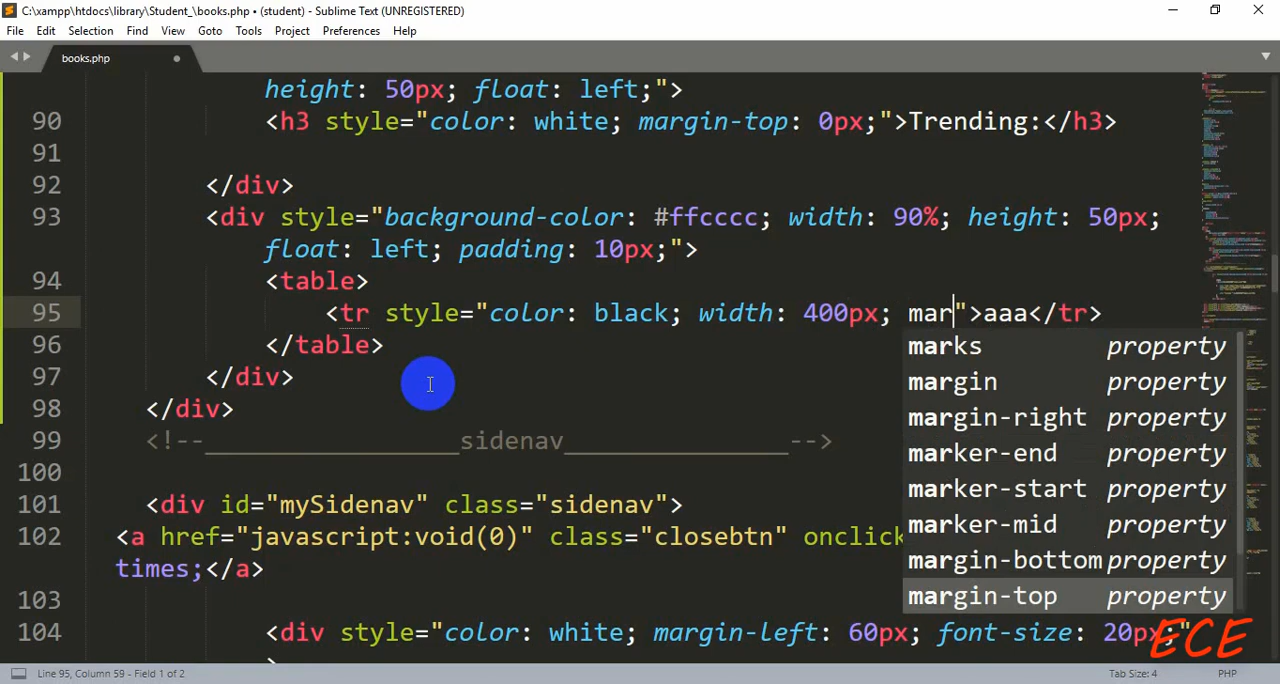 C:\xampp\htdocs\library\Student_\books.php • (student) - Sublime Text (UNREGISTERED)
File Edit Selection Find View Goto Tools Project Preferences Help
books.php
height: 50px; float: left;">
90 <h3 style="color: white; margin-top: 0px;">Trending:</h3>
91
92 </div>
93 <div style="background-color: #ffcccc; width: 90%; height: 50px;
float: left; padding: 10px;">
94 <table>
95 <tr style="color: black; width: 400px; mar">aaa</tr>
96 </table>
marks property
97 </div>
margin property
98 </div>
margin-right property
99 <!--_________________sidenav_______________-->
marker-end property
100
marker-start property
101 <div id="mySidenav" class="sidenav">
marker-mid property
102 <a href="javascript:void(0)" class="closebtn" onclick
margin-bottom property
times;</a>
103
margin-top property
104 <div style="color: white; margin-left: 60px; font-size: 20px;"
>
ECE
Line 95, Column 59 - Field 1 of 2 Tab Size: 4 PHP